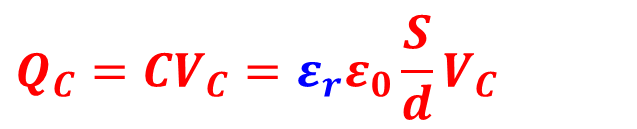 Q_C = CV_C = ε_r ε_0 S/d V_C